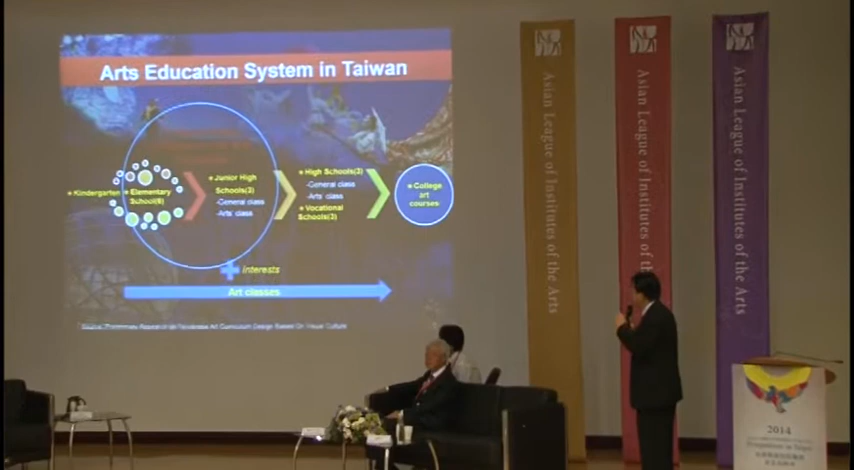 Arts Education System in Taiwan
Kindergarten
Elementary
School(6)
Junior High
Schools(3)
-General class
-Arts class
High Schools(3)
-General class
-Arts class
Vocational
Schools(3)
College
art
courses
Interests
Art classes
Asian League of Institutes of the Arts
Asian League of Institutes of the Arts
Asian League of Institutes of the Arts
2014